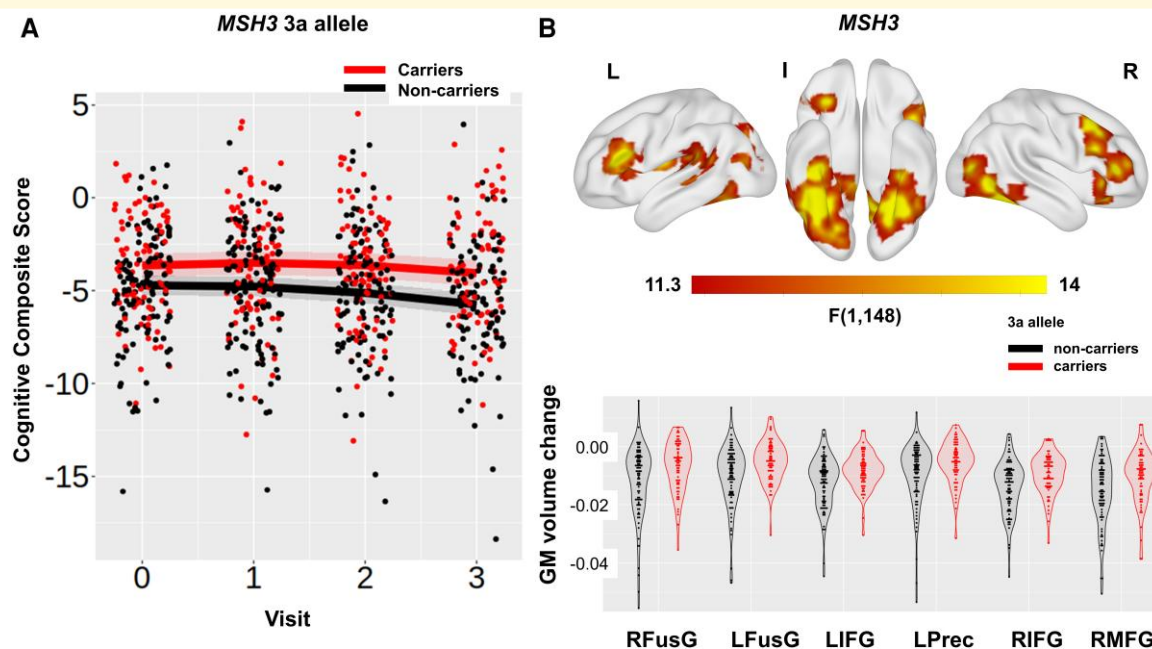 A
MSH3 3a allele
Carriers
Non-carriers
5
0
-5
-10
-15
Cognitive Composite Score
0 1 2 3
Visit
B
MSH3
L I R
11.3 14
F(1,148)
3a allele
non-carriers
carriers
0.00
-0.02
-0.04
GM volume change
RFusG LFusG LIFG LPrec RIFG RMFG